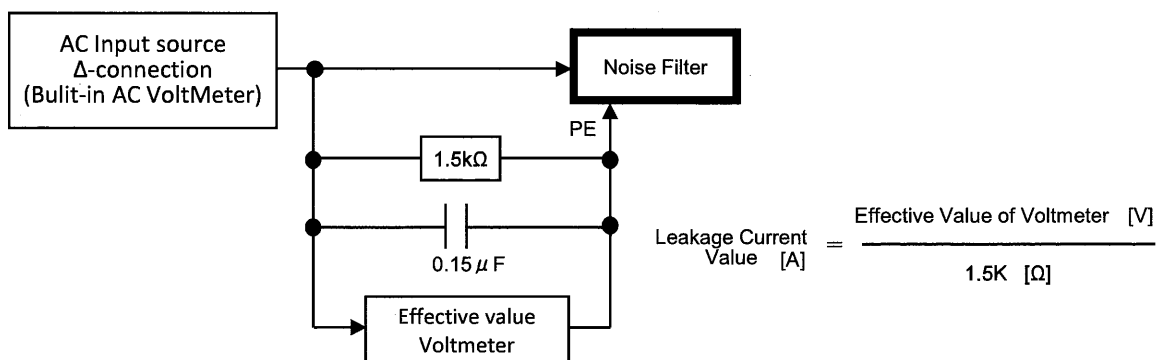 AC Input source
Δ-connection
(Bulit-in AC VoltMeter)
Noise Filter
PE
1.5kΩ
0.15μF
Effective value
Voltmeter
Leakage Current
Value [A]
=
Effective Value of Voltmeter [V]
1.5K [Ω]